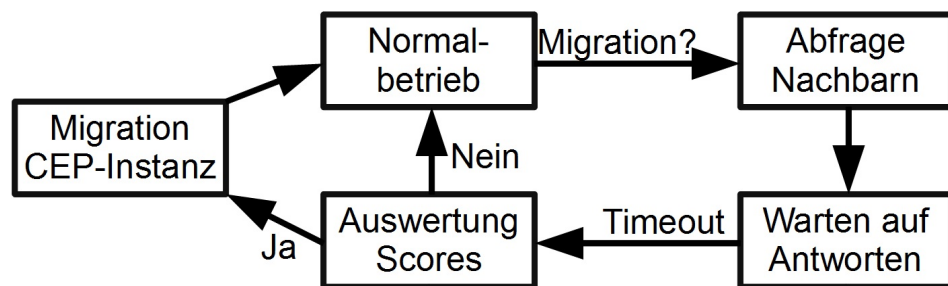 Normal-
betrieb
Migration?
Abfrage
Nachbarn
Migration
CEP-Instanz
Nein
Ja
Auswertung
Scores
Timeout
Warten auf
Antworten